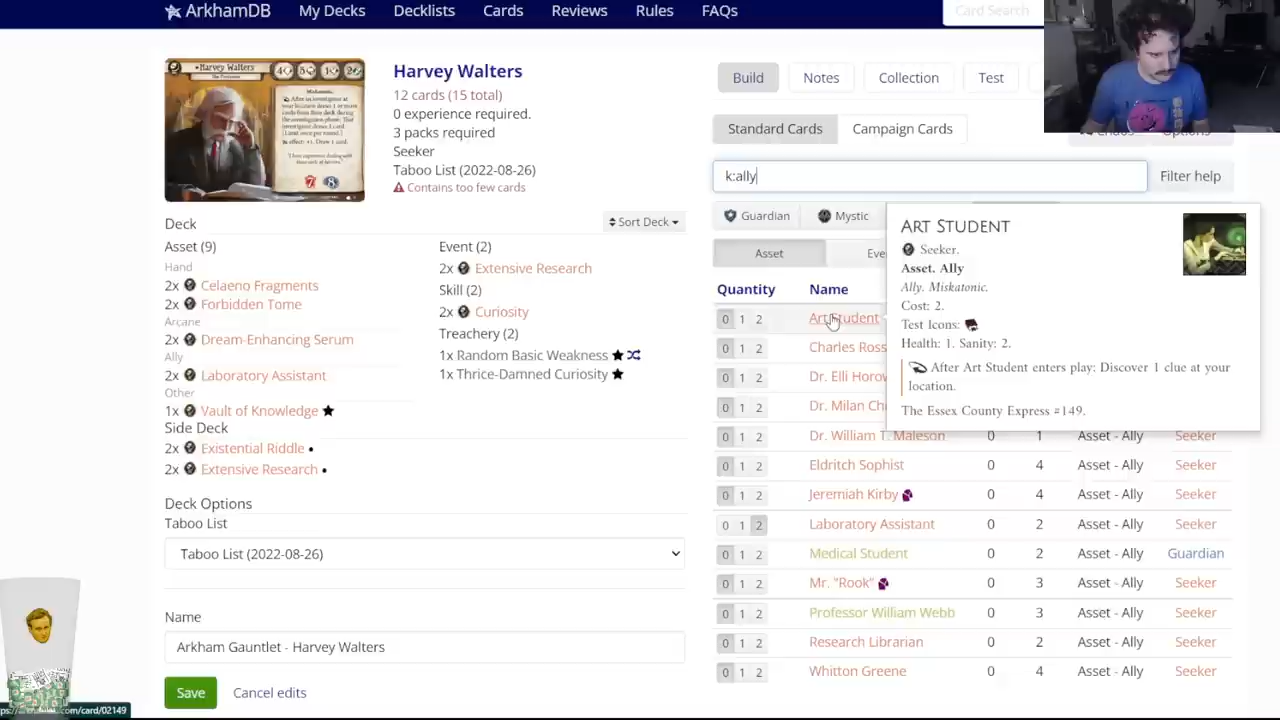 ArkhamDB My Decks Decklists Cards Reviews Rules FAQs Card Search
Harvey Walters
12 cards (15 total)
0 experience required.
3 packs required
Seeker
Taboo List (2022-08-26)
Contains too few cards
Deck
Sort Deck
Asset (9)
Hand
2x Celaeno Fragments
2x Forbidden Tome
Arcane
2x Dream-Enhancing Serum
Ally
2x Laboratory Assistant
Other
1x Vault of Knowledge
Side Deck
2x Existential Riddle
2x Extensive Research
Event (2)
2x Extensive Research
Skill (2)
2x Curiosity
Treachery (2)
1x Random Basic Weakness
1x Thrice-Damned Curiosity
Deck Options
Taboo List
Taboo List (2022-08-26)
Name
Arkham Gauntlet - Harvey Walters
Save Cancel edits
Build Notes Collection Test
Standard Cards Campaign Cards
k:ally Filter help
Guardian Mystic
Asset
Quantity Name
0 1 2 Art Student
0 1 2 Charles Ross
0 1 2
0 1 2
0 1 2 Dr. William T. Maleson 0 1 Asset - Ally Seeker
0 1 2 Eldritch Sophist 0 4 Asset - Ally Seeker
0 1 2 Jeremiah Kirby 0 4 Asset - Ally Seeker
0 1 2 Laboratory Assistant 0 2 Asset - Ally Seeker
0 1 2 Medical Student 0 2 Asset - Ally Guardian
0 1 2 Mr. "Rook" 0 3 Asset - Ally Seeker
0 1 2 Professor William Webb 0 3 Asset - Ally Seeker
0 1 2 Research Librarian 0 2 Asset - Ally Seeker
0 1 2 Whitton Greene 0 4 Asset - Ally Seeker
ART STUDENT
Seeker.
Asset. Ally
Ally. Miskatonic.
Cost: 2.
Test Icons:
Health: 1. Sanity: 2.
After Art Student enters play: Discover 1 clue at your
location.
The Essex County Express #149.